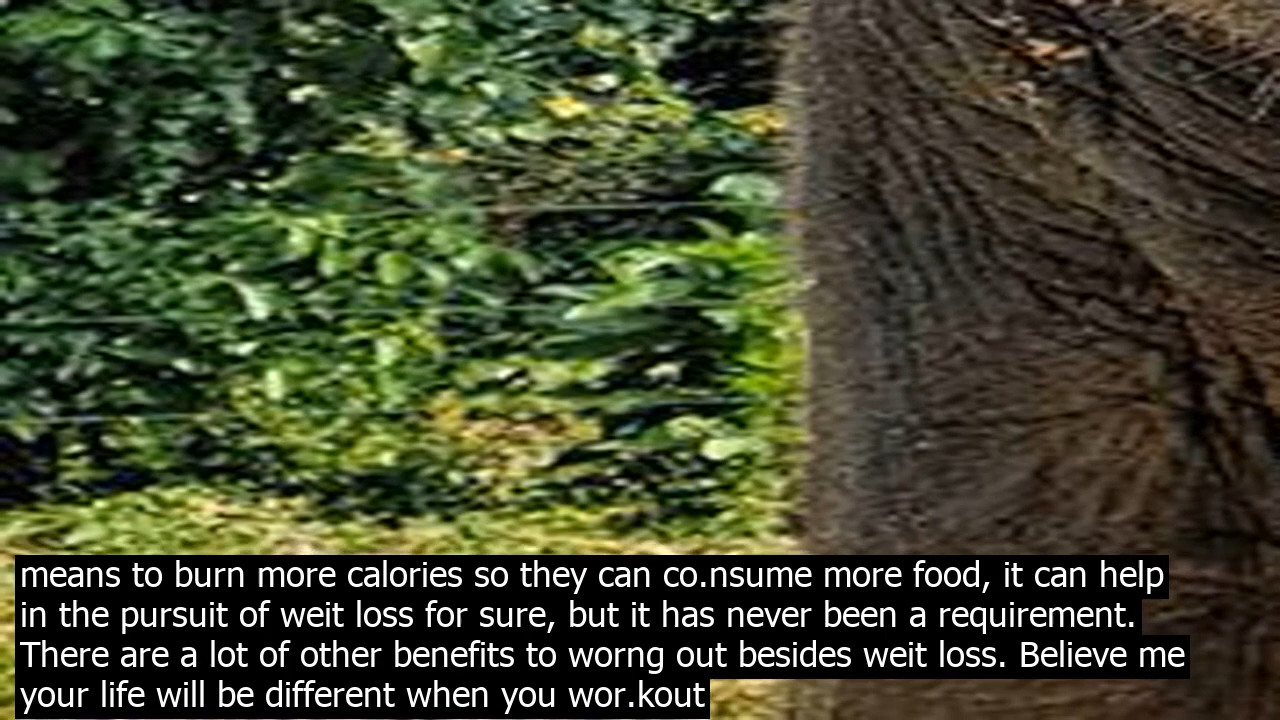 means to burn more calories so they can co.nsume more food, it can help
in the pursuit of weit loss for sure, but it has never been a requirement.
There are a lot of other benefits to worng out besides weit loss. Believe me
your life will be different when you wor.kout